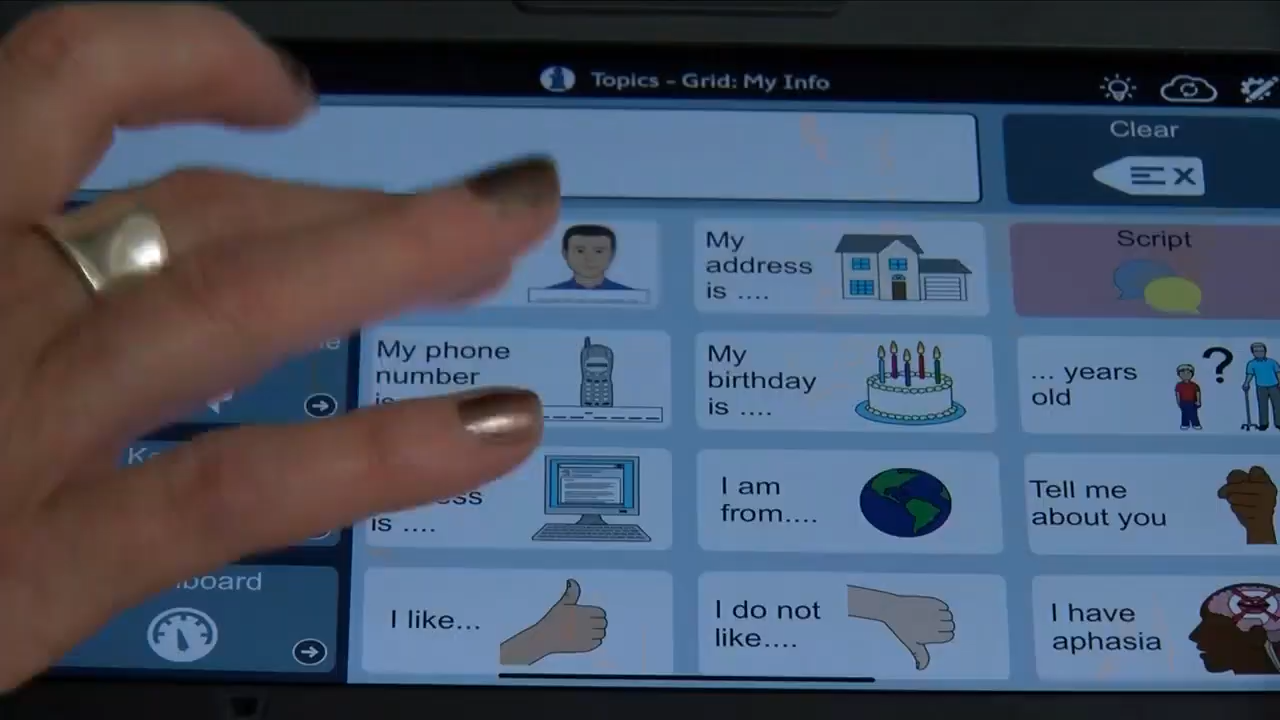 Topics - Grid: My Info
Clear
My
address
is ....
Script
My phone
number
My
birthday
is ....
... years
old
is ....
I am
from....
Tell me
about you
I like...
I do not
like....
I have
aphasia